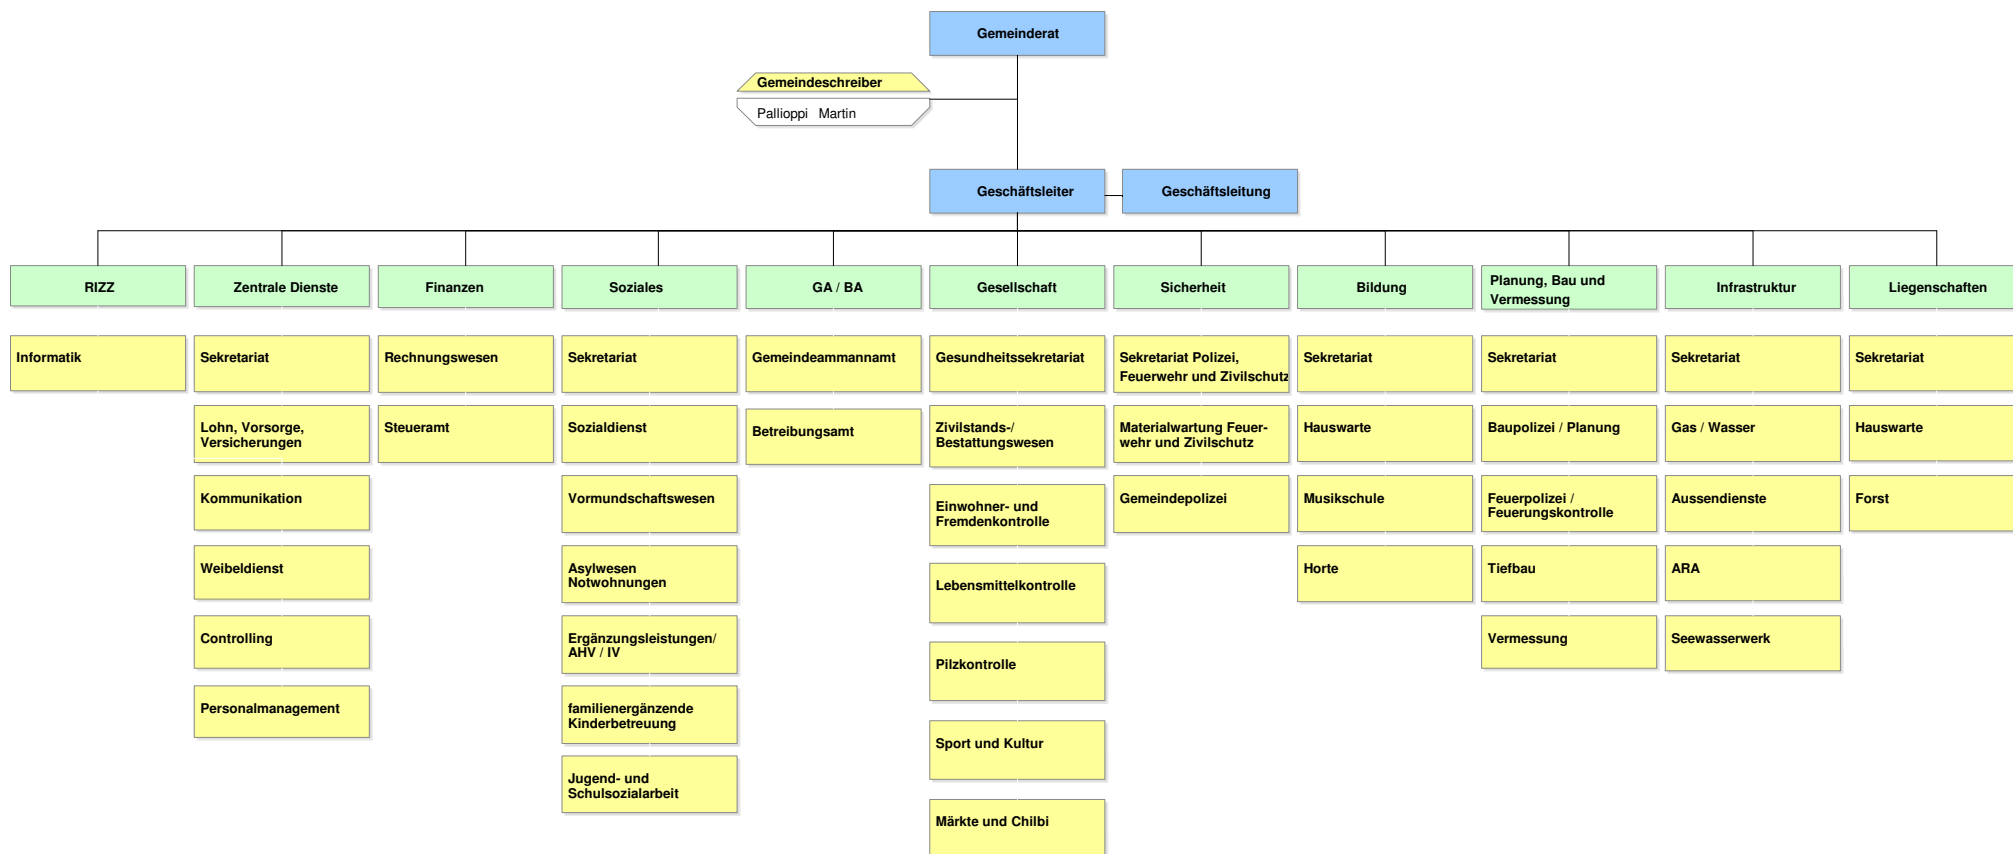 Gemeinderat
Gemeindeschreiber
Pallioppi Martin
Geschäftsleiter
Geschäftsleitung
RIZZ
Zentrale Dienste
Finanzen
Soziales
GA / BA
Gesellschaft
Sicherheit
Bildung
Planung, Bau und
Vermessung
Infrastruktur
Liegenschaften
Informatik
Sekretariat
Lohn, Vorsorge,
Versicherungen
Kommunikation
Weibeldienst
Controlling
Personalmanagement
Rechnungswesen
Steueramt
Sekretariat
Sozialdienst
Vormundschaftswesen
Asylwesen
Notwohnungen
Ergänzungsleistungen/
AHV / IV
familienergänzende
Kinderbetreuung
Jugend- und
Schulsozialarbeit
Gemeindeammannamt
Betreibungsamt
Gesundheitssekretariat
Zivilstands-/
Bestattungswesen
Einwohner- und
Fremdenkontrolle
Lebensmittelkontrolle
Pilzkontrolle
Sport und Kultur
Märkte und Chilbi
Sekretariat Polizei,
Feuerwehr und Zivilschutz
Materialwartung Feuer-
wehr und Zivilschutz
Gemeindepolizei
Sekretariat
Hauswarte
Musikschule
Horte
Sekretariat
Baupolizei / Planung
Feuerpolizei /
Feuerungskontrolle
Tiefbau
Vermessung
Sekretariat
Gas / Wasser
Aussendienste
ARA
Seewasserwerk
Sekretariat
Hauswarte
Forst